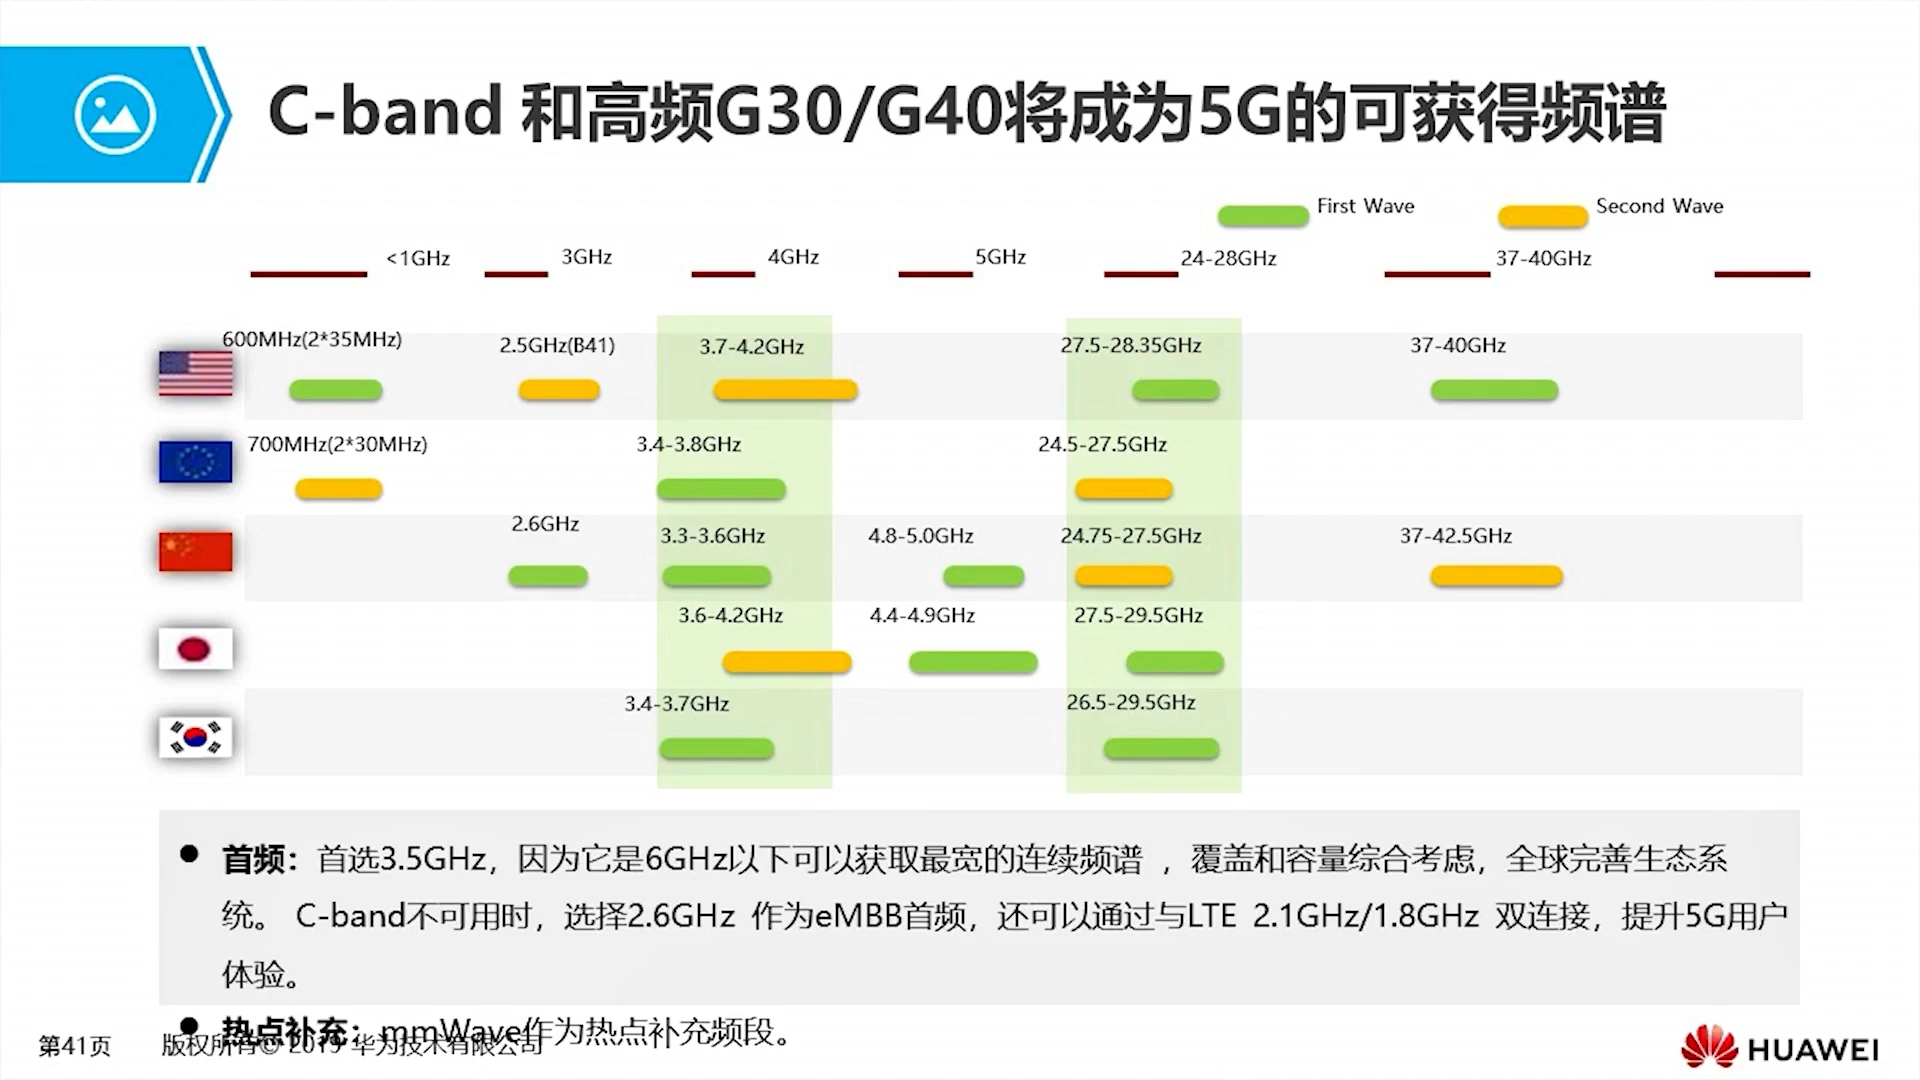 C-band 和高频G30/G40将成为5G的可获得频谱
First Wave
Second Wave
<1GHz
3GHz
4GHz
5GHz
24-28GHz
37-40GHz
600MHz(2*35MHz)
2.5GHz(B41)
3.7-4.2GHz
27.5-28.35GHz
37-40GHz
700MHz(2*30MHz)
3.4-3.8GHz
24.5-27.5GHz
2.6GHz
3.3-3.6GHz
4.8-5.0GHz
24.75-27.5GHz
37-42.5GHz
3.6-4.2GHz
4.4-4.9GHz
27.5-29.5GHz
3.4-3.7GHz
26.5-29.5GHz
● 首频：首选3.5GHz，因为它是6GHz以下可以获取最宽的连续频谱 ，覆盖和容量综合考虑，全球完善生态系
统。 C-band不可用时，选择2.6GHz 作为eMBB首频，还可以通过与LTE 2.1GHz/1.8GHz 双连接，提升5G用户
体验。
● 热点补充：mmWave作为热点补充频段。
第41页
版权所有© 2019 华为技术有限公司
HUAWEI